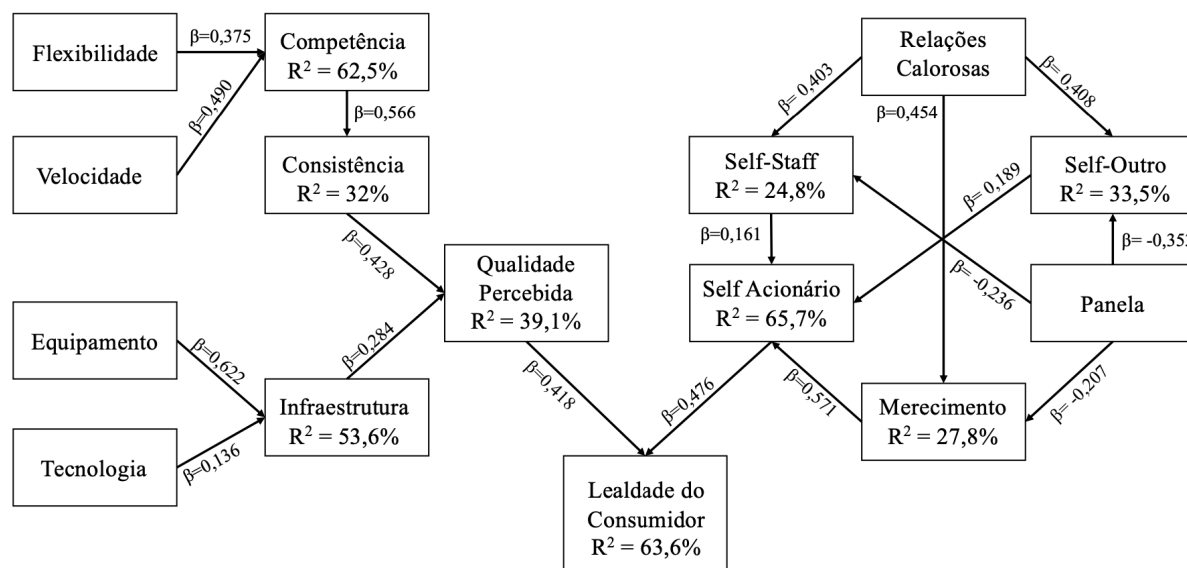 Flexibilidade
β=0,375
Competência
R² = 62,5%
β=0,490
Velocidade
β=0,566
Consistência
R² = 32%
β=0,428
Equipamento
β=0,622
Tecnologia
β=0,136
Infraestrutura
R² = 53,6%
β=0,284
Qualidade
Percebida
R² = 39,1%
β=0,418
Relações
Calorosas
β= 0,403
β=0,454
β= 0,408
Self-Staff
R² = 24,8%
Self-Outro
R² = 33,5%
β= 0,189
β=0,161
β= -0,236
Self Acionário
R² = 65,7%
Panela
β=0,476
β=0,571
Merecimento
R² = 27,8%
β= -0,207
Lealdade do
Consumidor
R² = 63,6%